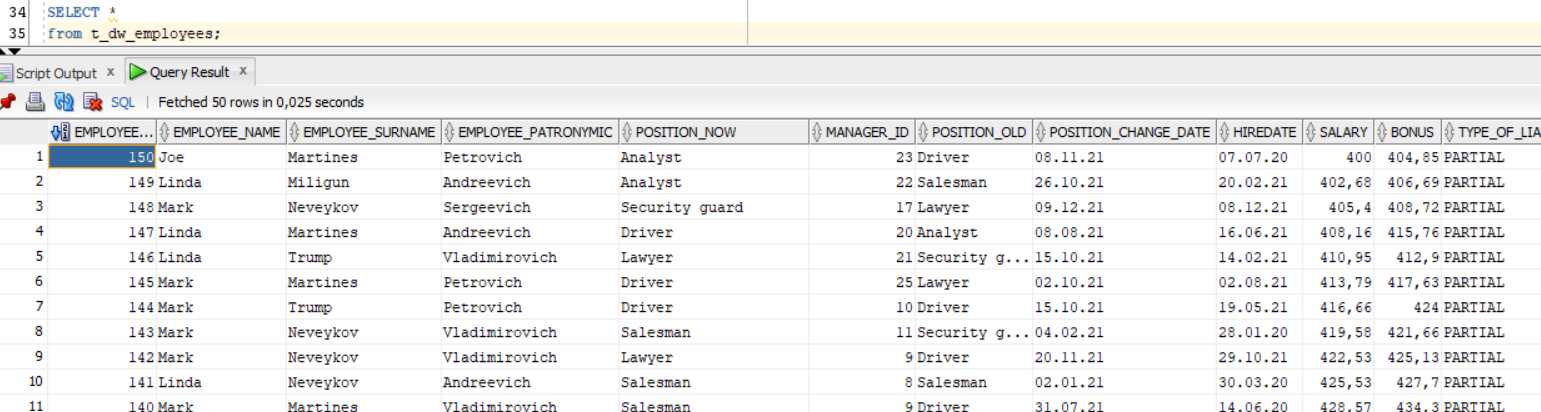 34 SELECT *
35 from t_dw_employees;
Script Output x Query Result x
SQL | Fetched 50 rows in 0,025 seconds
EMPLOYEE... EMPLOYEE_NAME EMPLOYEE_SURNAME EMPLOYEE_PATRONYMIC POSITION_NOW MANAGER_ID POSITION_OLD POSITION_CHANGE_DATE HIREDATE SALARY BONUS TYPE_OF_LIA
1 150 Joe Martines Petrovich Analyst 23 Driver 08.11.21 07.07.20 400 404,85 PARTIAL
2 149 Linda Miligun Andreevich Analyst 22 Salesman 26.10.21 20.02.21 402,68 406,69 PARTIAL
3 148 Mark Neveykov Sergeevich Security guard 17 Lawyer 09.12.21 08.12.21 405,4 408,72 PARTIAL
4 147 Linda Martines Andreevich Driver 20 Analyst 08.08.21 16.06.21 408,16 415,76 PARTIAL
5 146 Linda Trump Vladimirovich Lawyer 21 Security g... 15.10.21 14.02.21 410,95 412,9 PARTIAL
6 145 Mark Martines Petrovich Driver 25 Lawyer 02.10.21 02.08.21 413,79 417,63 PARTIAL
7 144 Mark Trump Petrovich Driver 10 Driver 15.10.21 19.05.21 416,66 424 PARTIAL
8 143 Mark Neveykov Vladimirovich Salesman 11 Security g... 04.02.21 28.01.20 419,58 421,66 PARTIAL
9 142 Mark Neveykov Vladimirovich Lawyer 9 Driver 20.11.21 29.10.21 422,53 425,13 PARTIAL
10 141 Linda Neveykov Andreevich Salesman 8 Salesman 02.01.21 30.03.20 425,53 427,7 PARTIAL
11 140 Mark Martines Vladimirovich Salesman 9 Driver 31.07.21 14.06.20 428,57 434,3 PARTIAL